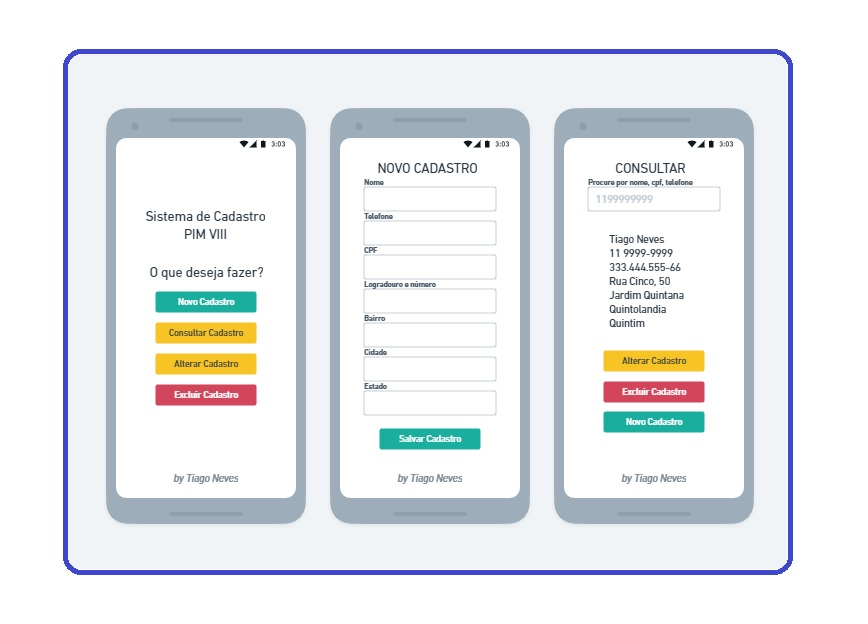 3:03
Sistema de Cadastro
PIM VIII
O que deseja fazer?
Novo Cadastro
Consultar Cadastro
Alterar Cadastro
Excluir Cadastro
by Tiago Neves
3:03
NOVO CADASTRO
Nome
Telefone
CPF
Logradouro e número
Bairro
Cidade
Estado
Salvar Cadastro
by Tiago Neves
3:03
CONSULTAR
Procure por nome, cpf, telefone
1199999999
Tiago Neves
11 9999-9999
333.444.555-66
Rua Cinco, 50
Jardim Quintana
Quintolandia
Quintim
Alterar Cadastro
Excluir Cadastro
Novo Cadastro
by Tiago Neves